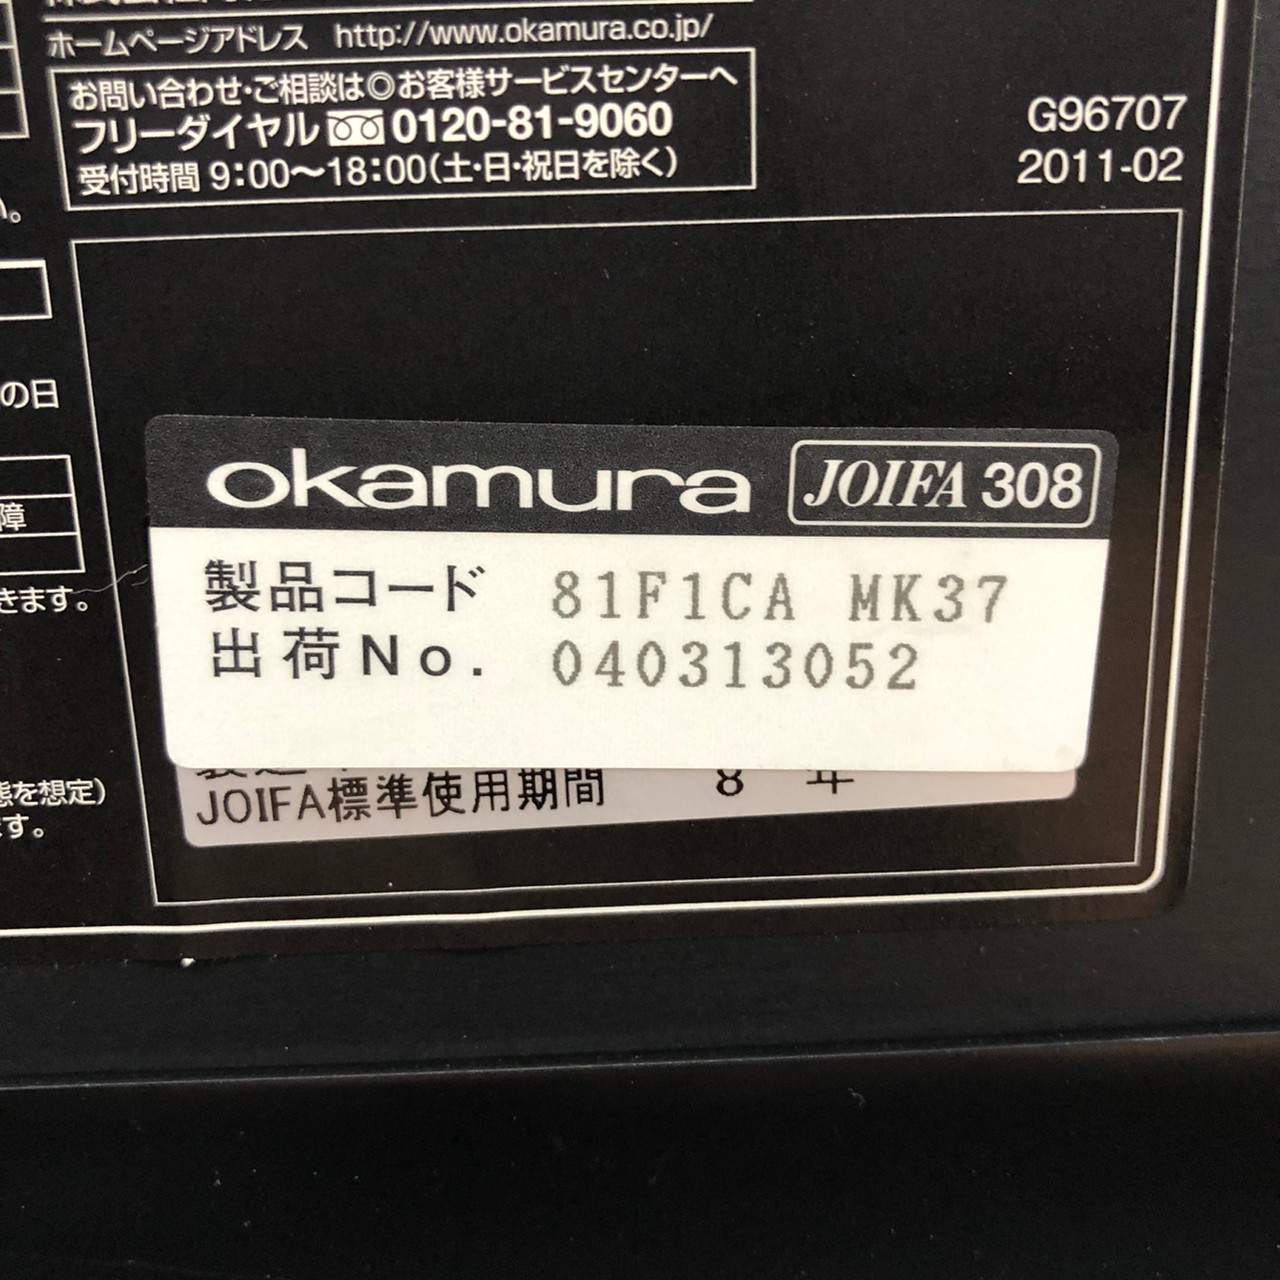 ホームページアドレス http://www.okamura.co.jp/
お問い合わせ・ご相談は◎お客様サービスセンターへ
フリーダイヤル 0120-81-9060
受付時間 9:00〜18:00(土・日・祝日を除く)
G96707
2011-02
い。
の日
障
きます。
態を想定)
ます。
okamura JOIFA 308
製品コード 81F1CA MK37
出荷No. 040313052
JOIFA標準使用期間 8 年